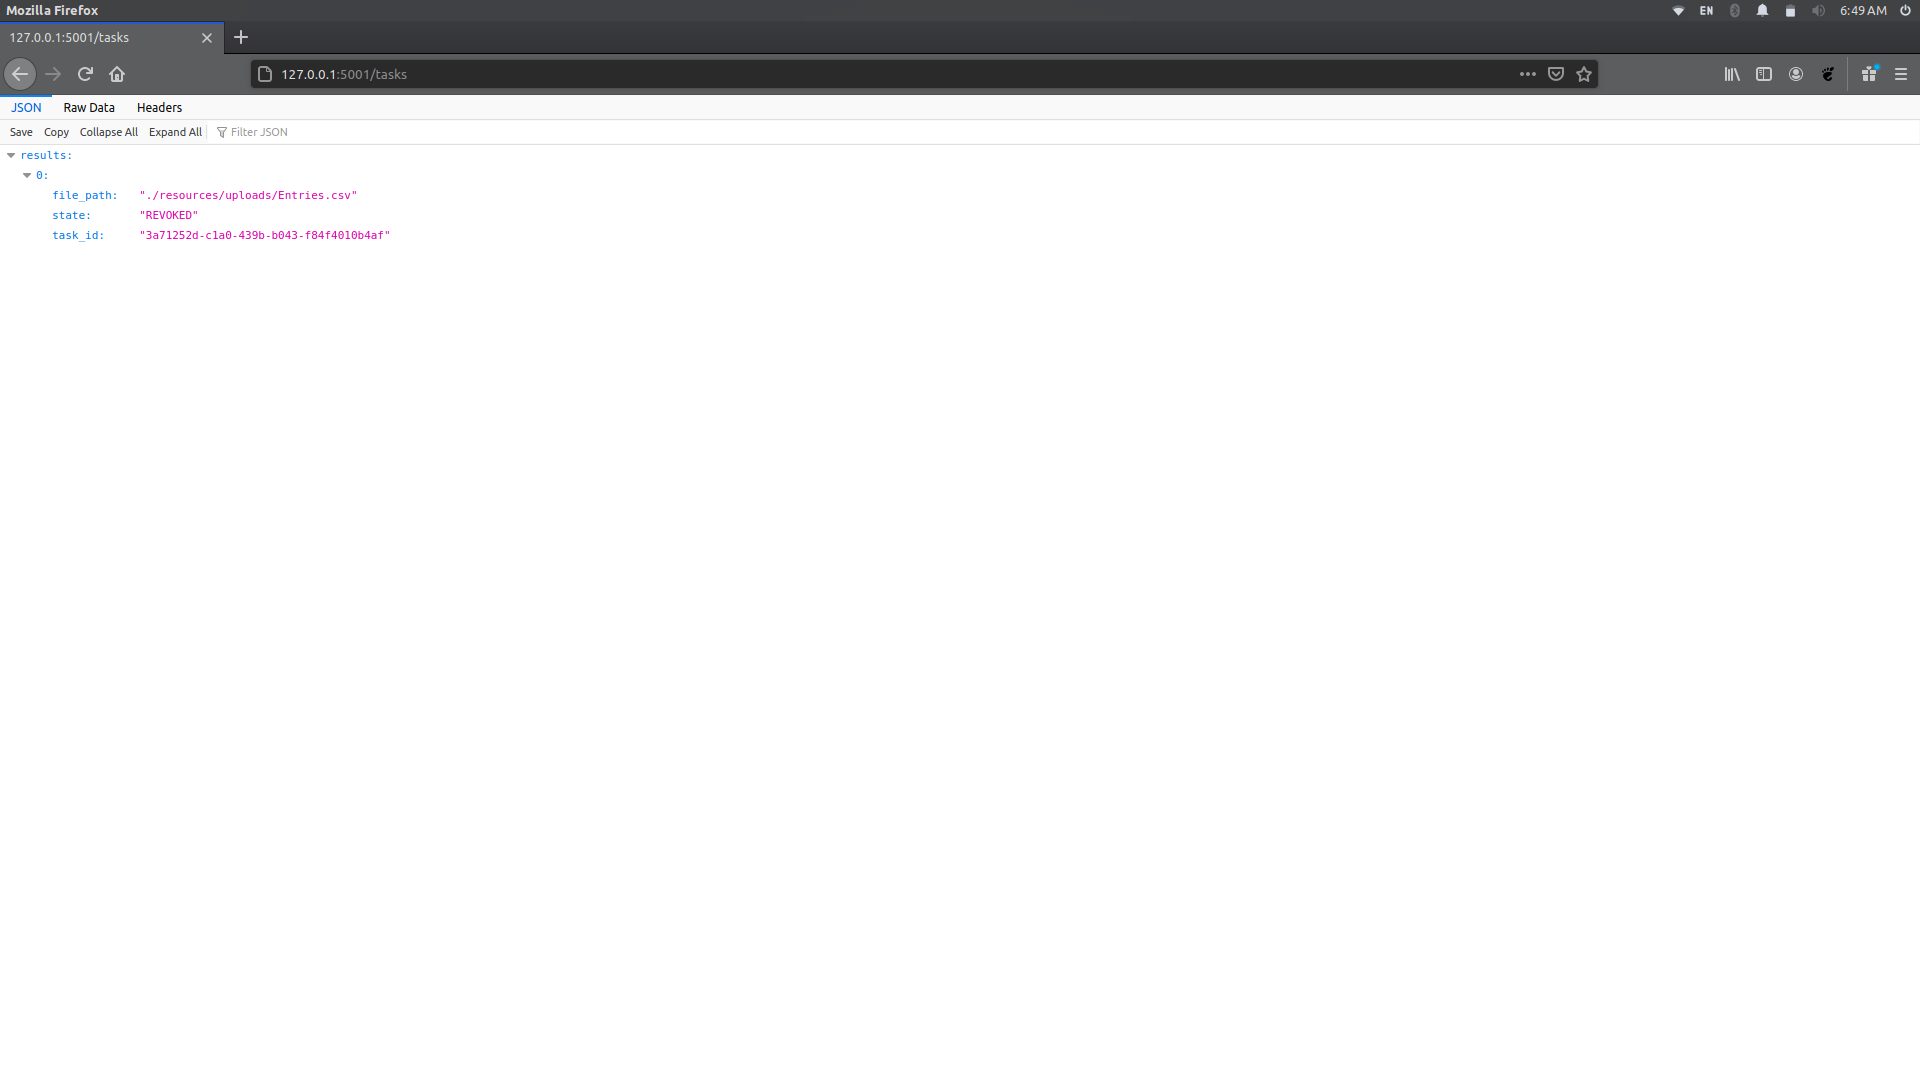 Mozilla Firefox
EN
6:49 AM
127.0.0.1:5001/tasks
127.0.0.1:5001/tasks
JSON Raw Data Headers
Save Copy Collapse All Expand All Filter JSON
results:
0:
file_path: "./resources/uploads/Entries.csv"
state: "REVOKED"
task_id: "3a71252d-c1a0-439b-b043-f84f4010b4af"